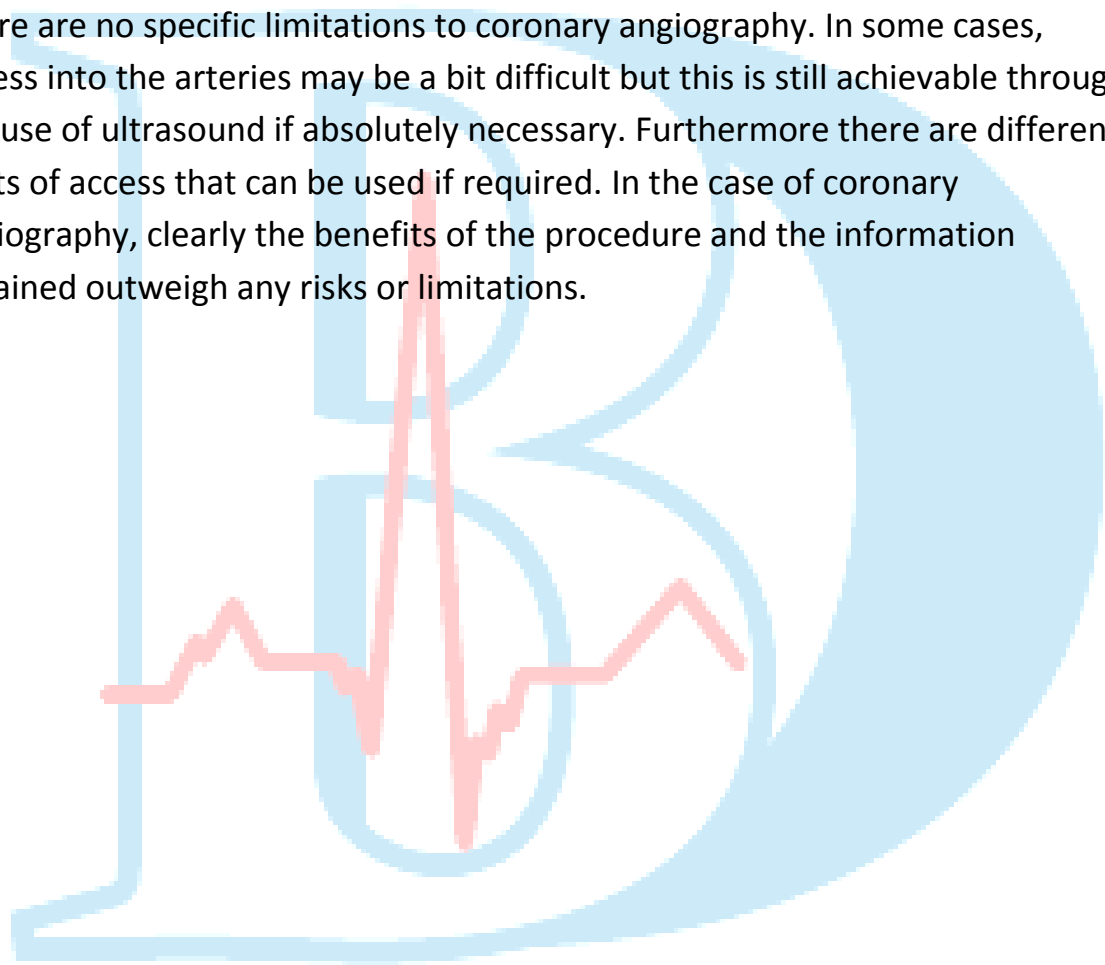 re are no specific limitations to coronary angiography. In some cases,
ess into the arteries may be a bit difficult but this is still achievable throug
use of ultrasound if absolutely necessary. Furthermore there are differen
ts of access that can be used if required. In the case of coronary
iography, clearly the benefits of the procedure and the information
ained outweigh any risks or limitations.